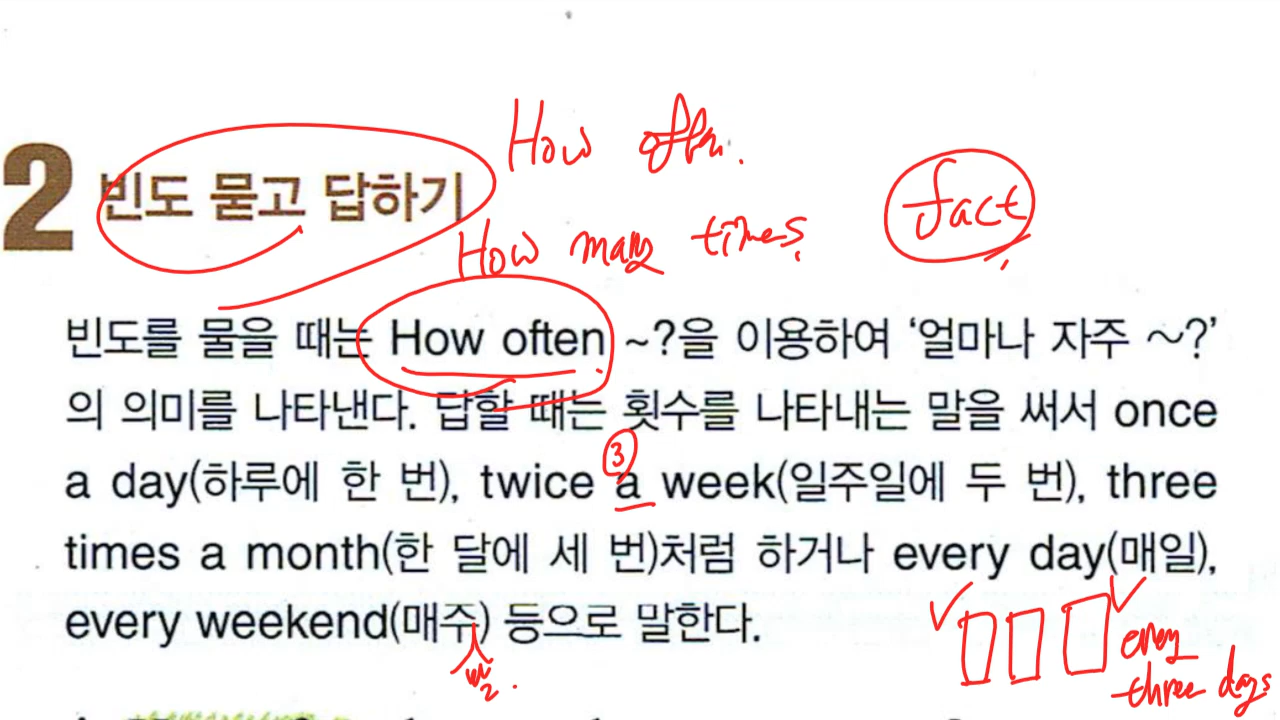 How often.
2 빈도 묻고 답하기
fact
How many times
빈도를 물을 때는 How often ~?을 이용하여 ‘얼마나 자주 ~?’
의 의미를 나타낸다. 답할 때는 횟수를 나타내는 말을 써서 once
3
a day(하루에 한 번), twice a week(일주일에 두 번), three
times a month(한 달에 세 번)처럼 하거나 every day(매일),
every weekend(매주) 등으로 말한다.
every
three days